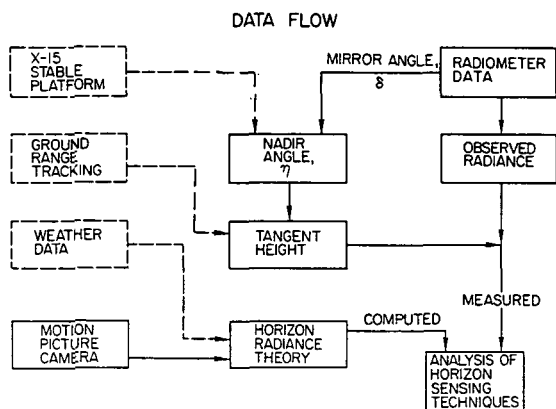 DATA FLOW
X-15
STABLE
PLATFORM
MIRROR ANGLE,
δ
RADIOMETER
DATA
GROUND
RANGE
TRACKING
NADIR
ANGLE,
η
OBSERVED
RADIANCE
WEATHER
DATA
TANGENT
HEIGHT
MEASURED
MOTION
PICTURE
CAMERA
HORIZON
RADIANCE
THEORY
COMPUTED
ANALYSIS OF
HORIZON
SENSING
TECHNIQUES